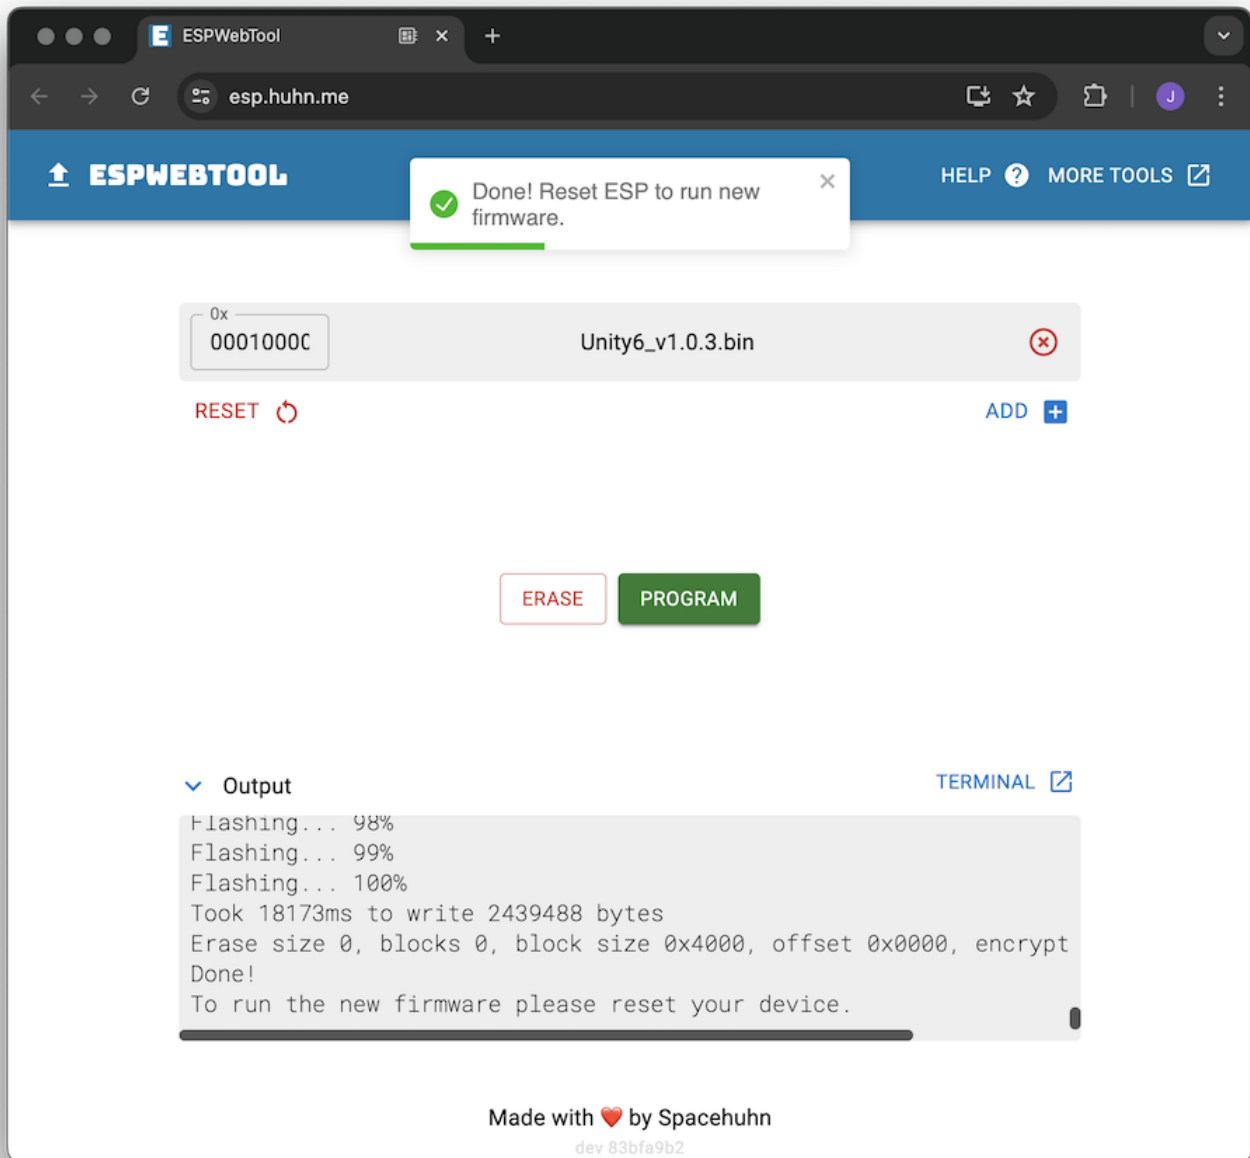 ESPWebTool
esp.huhn.me
J
ESPWEBTOOL
HELP
MORE TOOLS
Done! Reset ESP to run new
firmware.
0x
0001000
Unity6_v1.0.3.bin
RESET
ADD
ERASE
PROGRAM
Output
TERMINAL
Flashing... 98%
Flashing... 99%
Flashing... 100%
Took 18173ms to write 2439488 bytes
Erase size 0, blocks 0, block size 0x4000, offset 0x0000, encrypt
Done!
To run the new firmware please reset your device.
Made with ❤️ by Spacehuhn
dev 83bfa9b2